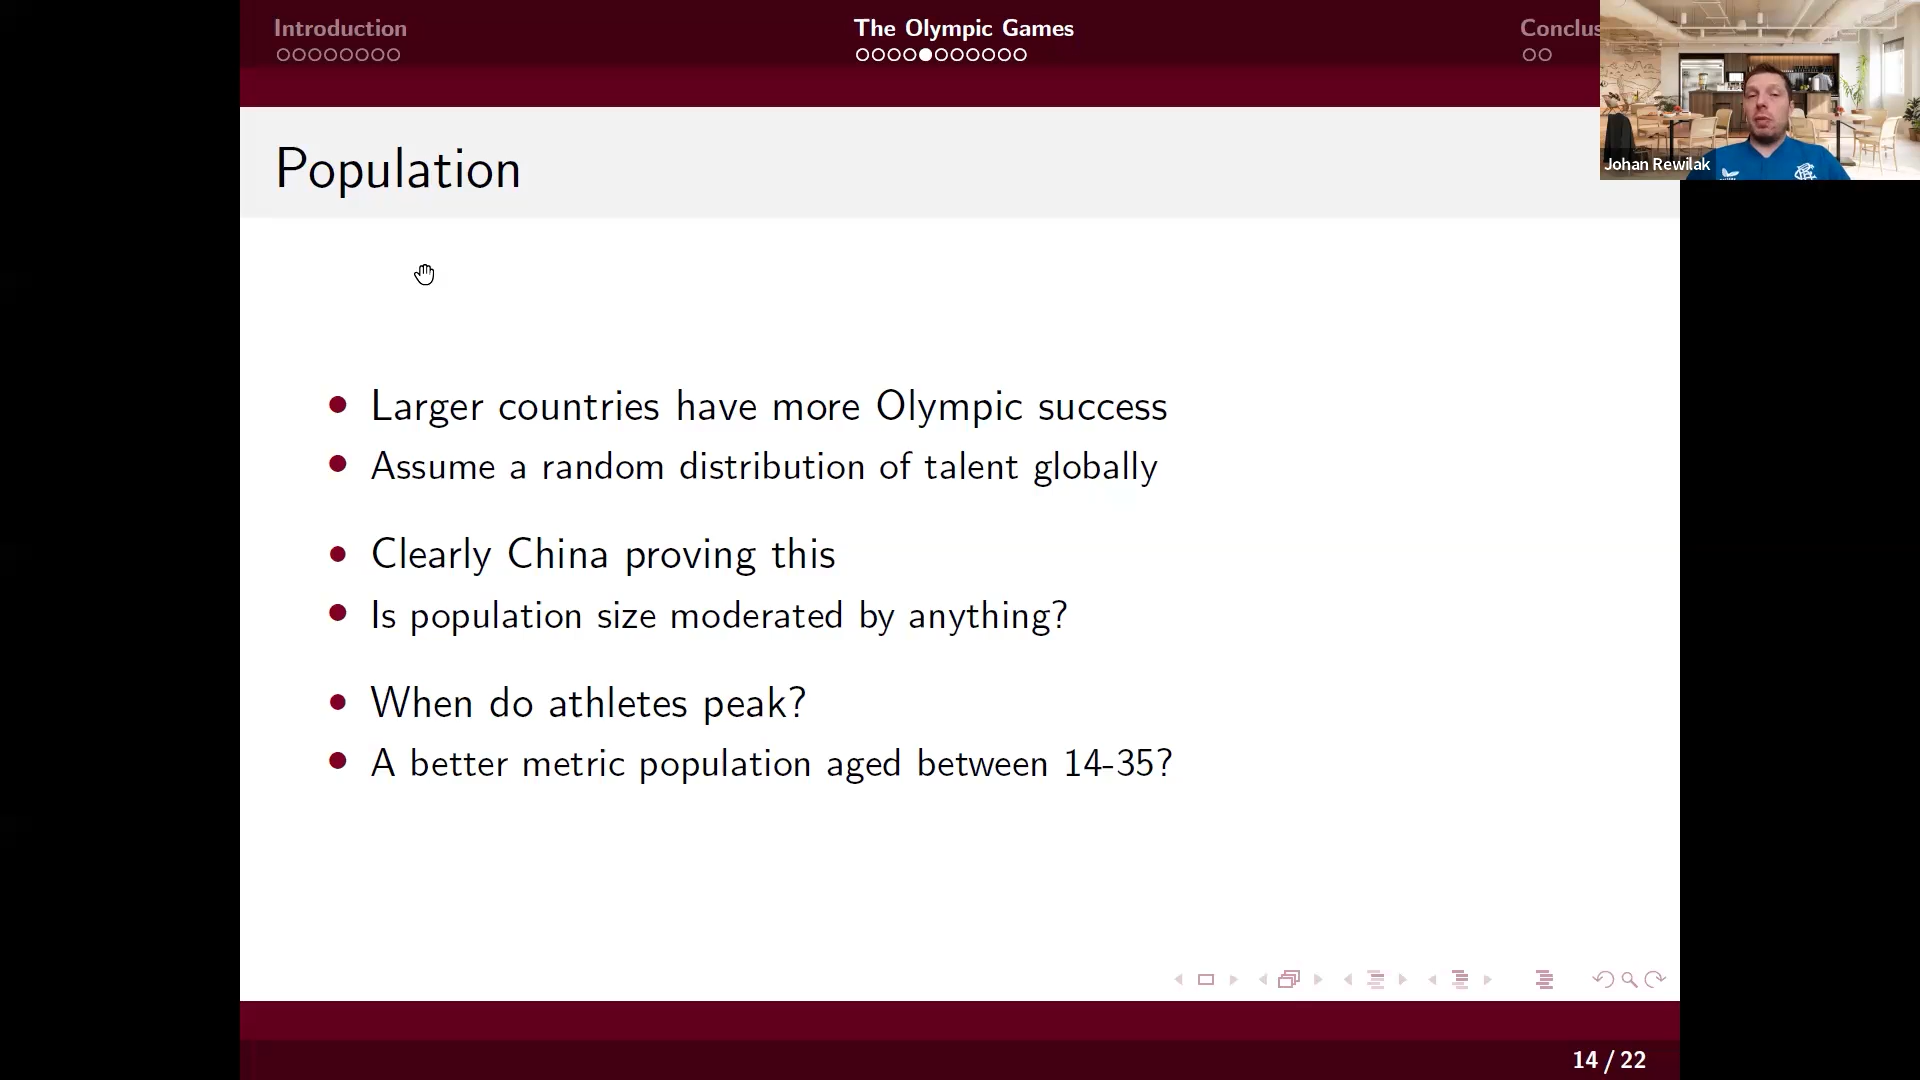 Introduction
The Olympic Games
Conclus
Johan Rewilak
Population
Larger countries have more Olympic success
Assume a random distribution of talent globally
Clearly China proving this
Is population size moderated by anything?
When do athletes peak?
A better metric population aged between 14-35?
14 / 22